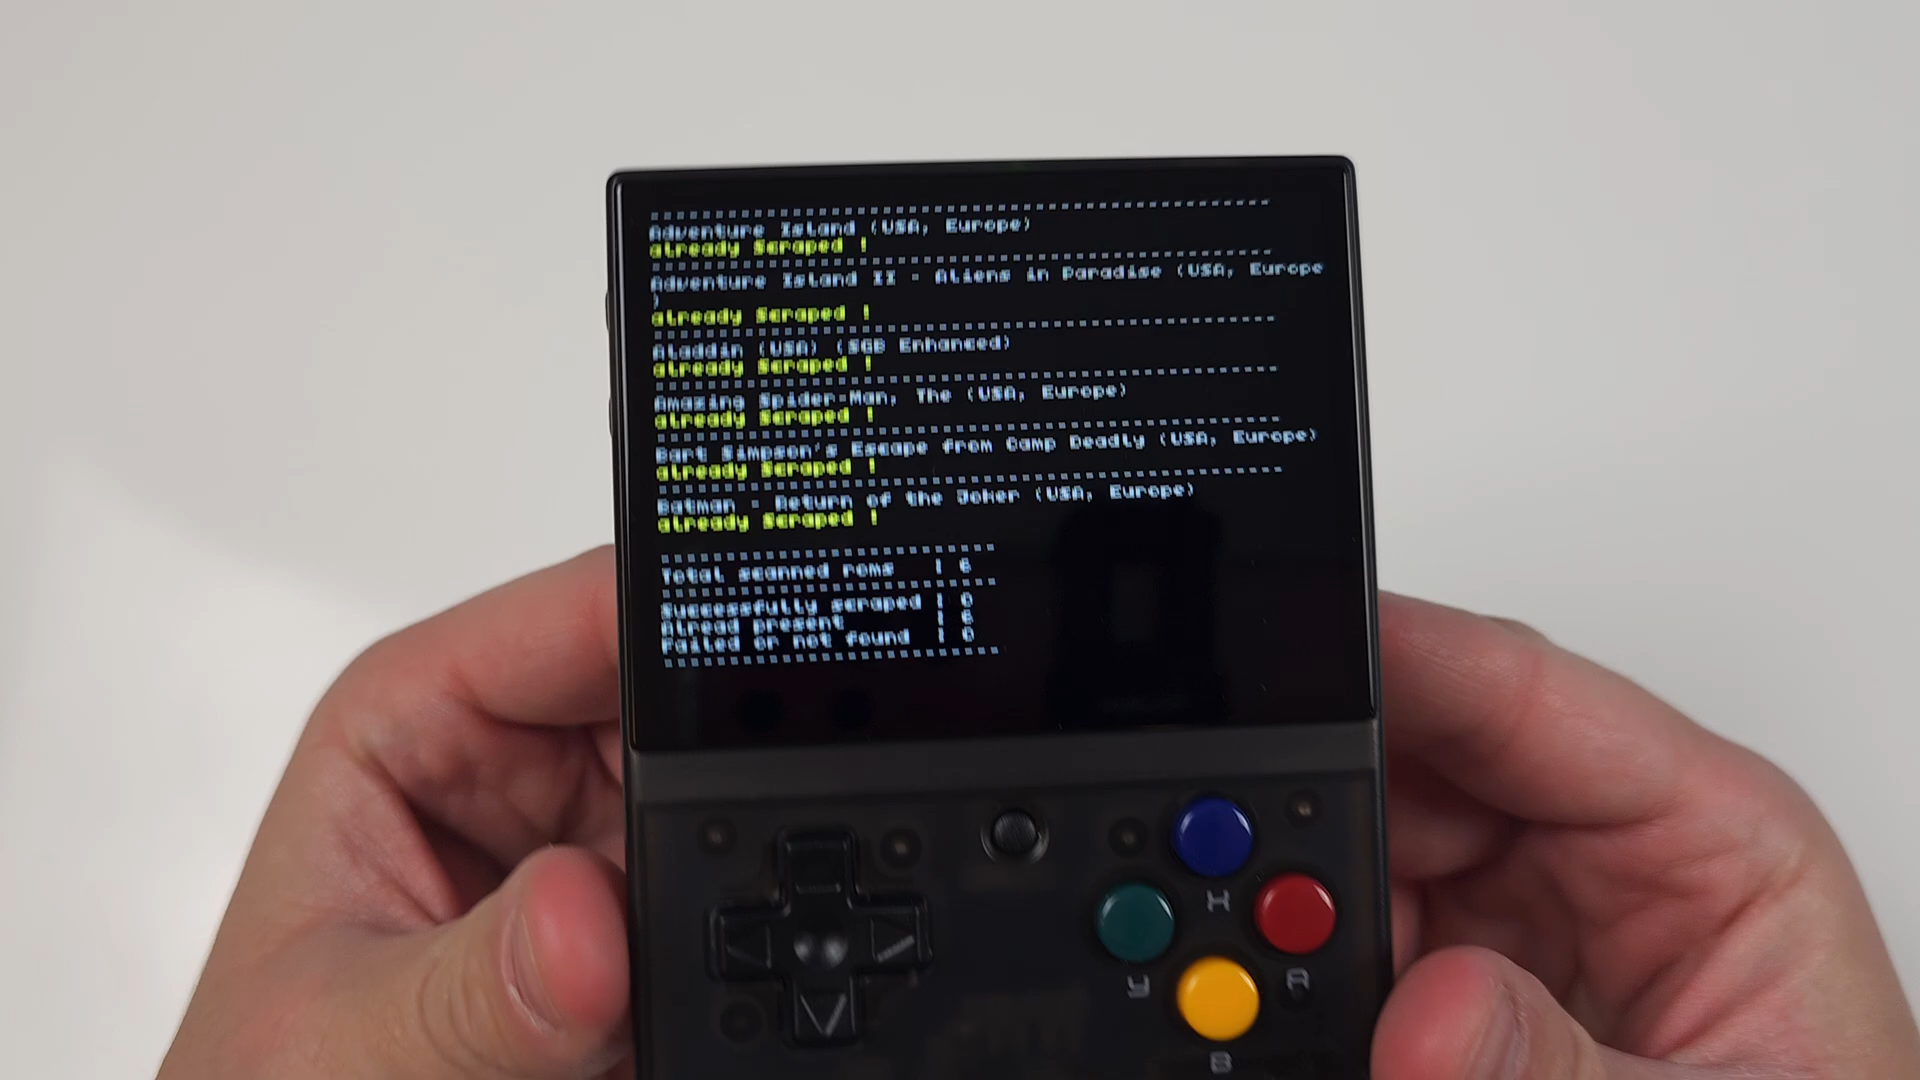 Adventure Island (USA, Europe)
already Scraped !
Adventure Island II - Aliens in Paradise (USA, Europe
)
already Scraped !
Aladdin (USA) (SGB Enhanced)
already Scraped !
Amazing Spider-Man, The (USA, Europe)
already Scraped !
Bart Simpson's Escape from Camp Deadly (USA, Europe)
already Scraped !
Batman - Return of the Joker (USA, Europe)
already Scraped !
Total scanned roms | 6
Successfully scraped | 0
Alread present | 6
Failed or not found | 0
X
Y
A
B